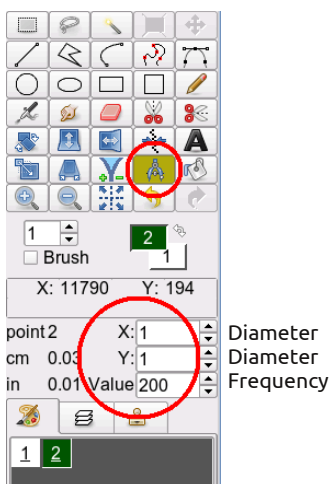 A
1
2
Brush
1
X: 11790 Y: 194
point 2 X: 1 Diameter
cm 0.03 Y: 1 Diameter
in 0.01 Value 200 Frequency
1 2